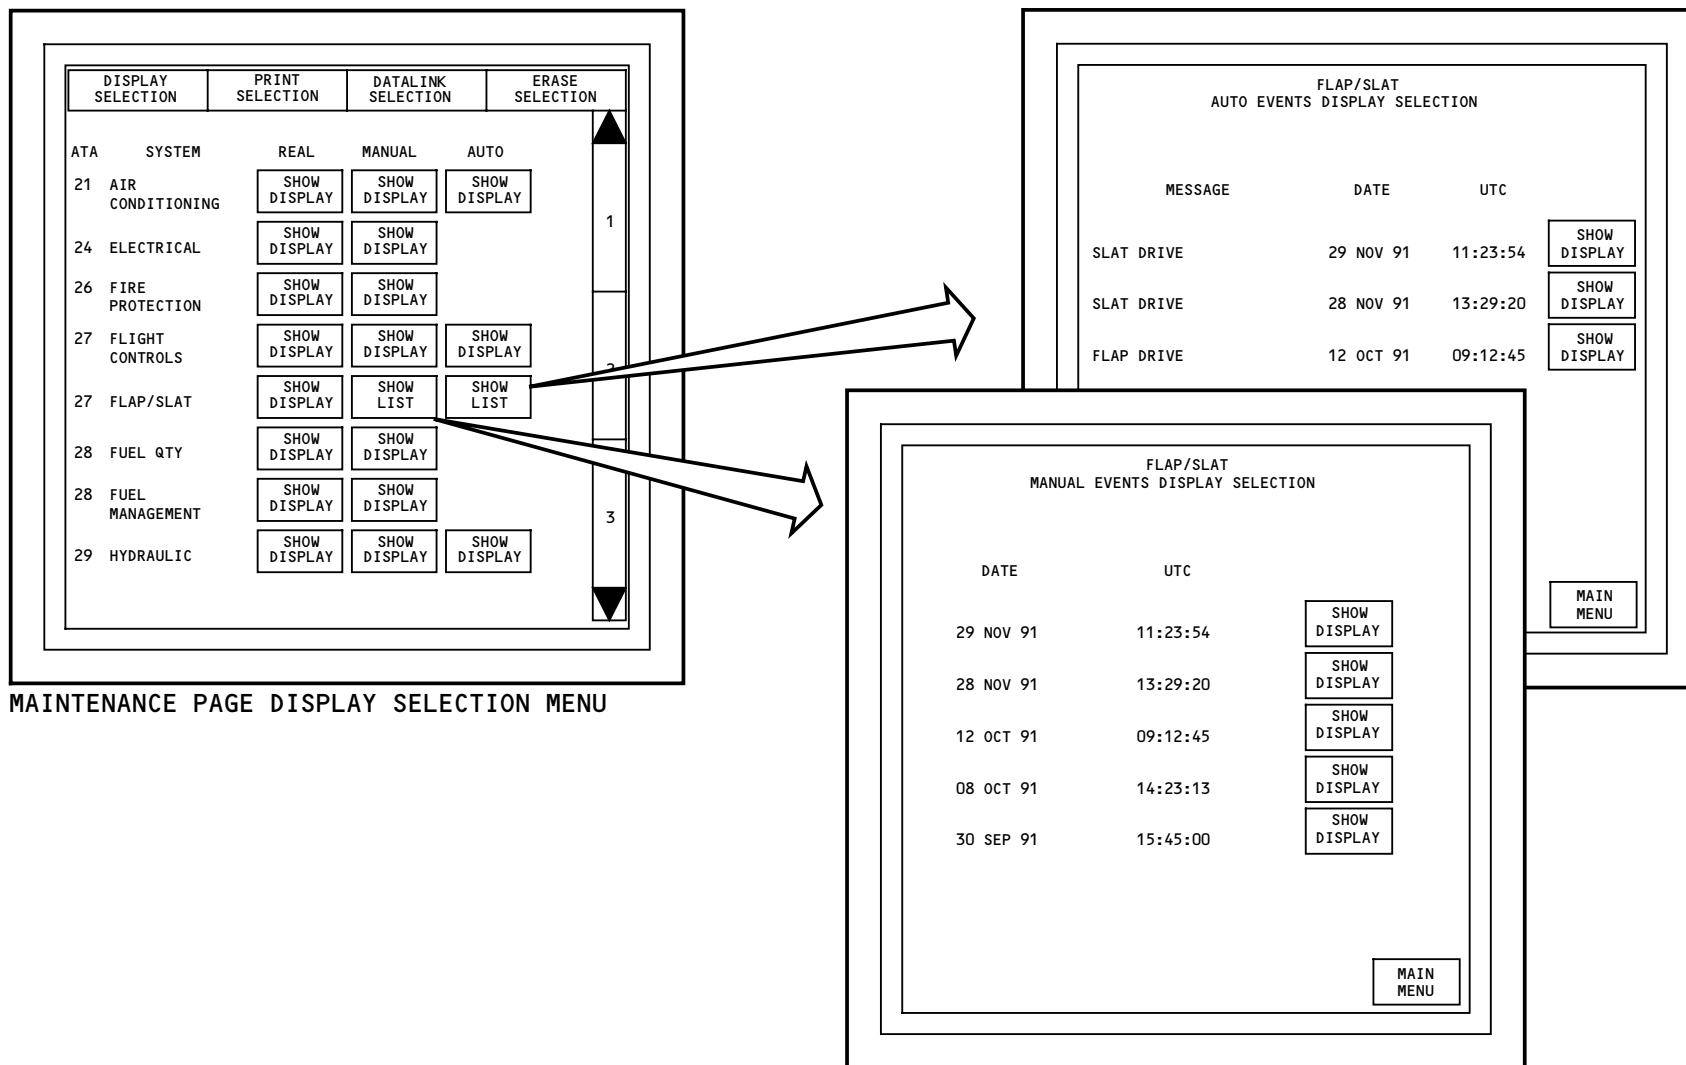 DISPLAY SELECTION
PRINT SELECTION
DATALINK SELECTION
ERASE SELECTION
ATA SYSTEM REAL MANUAL AUTO
21 AIR CONDITIONING SHOW DISPLAY SHOW DISPLAY SHOW DISPLAY
24 ELECTRICAL SHOW DISPLAY SHOW DISPLAY
26 FIRE PROTECTION SHOW DISPLAY SHOW DISPLAY
27 FLIGHT CONTROLS SHOW DISPLAY SHOW DISPLAY SHOW DISPLAY
27 FLAP/SLAT SHOW DISPLAY SHOW LIST SHOW LIST
28 FUEL QTY SHOW DISPLAY SHOW DISPLAY
28 FUEL MANAGEMENT SHOW DISPLAY SHOW DISPLAY
29 HYDRAULIC SHOW DISPLAY SHOW DISPLAY SHOW DISPLAY
1
2
3
MAINTENANCE PAGE DISPLAY SELECTION MENU
FLAP/SLAT
AUTO EVENTS DISPLAY SELECTION
MESSAGE DATE UTC
SLAT DRIVE 29 NOV 91 11:23:54 SHOW DISPLAY
SLAT DRIVE 28 NOV 91 13:29:20 SHOW DISPLAY
FLAP DRIVE 12 OCT 91 09:12:45 SHOW DISPLAY
MAIN MENU
FLAP/SLAT
MANUAL EVENTS DISPLAY SELECTION
DATE UTC
29 NOV 91 11:23:54 SHOW DISPLAY
28 NOV 91 13:29:20 SHOW DISPLAY
12 OCT 91 09:12:45 SHOW DISPLAY
08 OCT 91 14:23:13 SHOW DISPLAY
30 SEP 91 15:45:00 SHOW DISPLAY
MAIN MENU